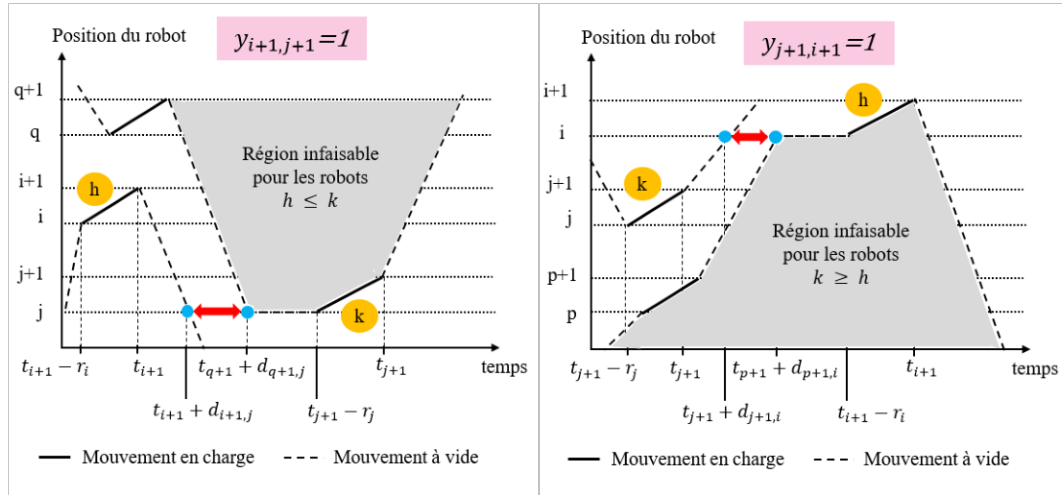 y_{i+1,j+1}=1
Position du robot
q+1
q
i+1
i
j+1
j
h
k
Région infaisable
pour les robots
h ≤ k
t_{i+1} − r_i
t_{i+1}
t_{q+1} + d_{q+1,j}
t_{j+1}
temps
t_{i+1} + d_{i+1,j}
t_{j+1} − r_j
Mouvement en charge
Mouvement à vide
y_{j+1,i+1}=1
Position du robot
i+1
i
j+1
j
p+1
p
h
k
Région infaisable
pour les robots
k ≥ h
t_{j+1} − r_j
t_{j+1}
t_{p+1} + d_{p+1,i}
t_{i+1}
temps
t_{j+1} + d_{j+1,i}
t_{i+1} − r_i
Mouvement en charge
Mouvement à vide